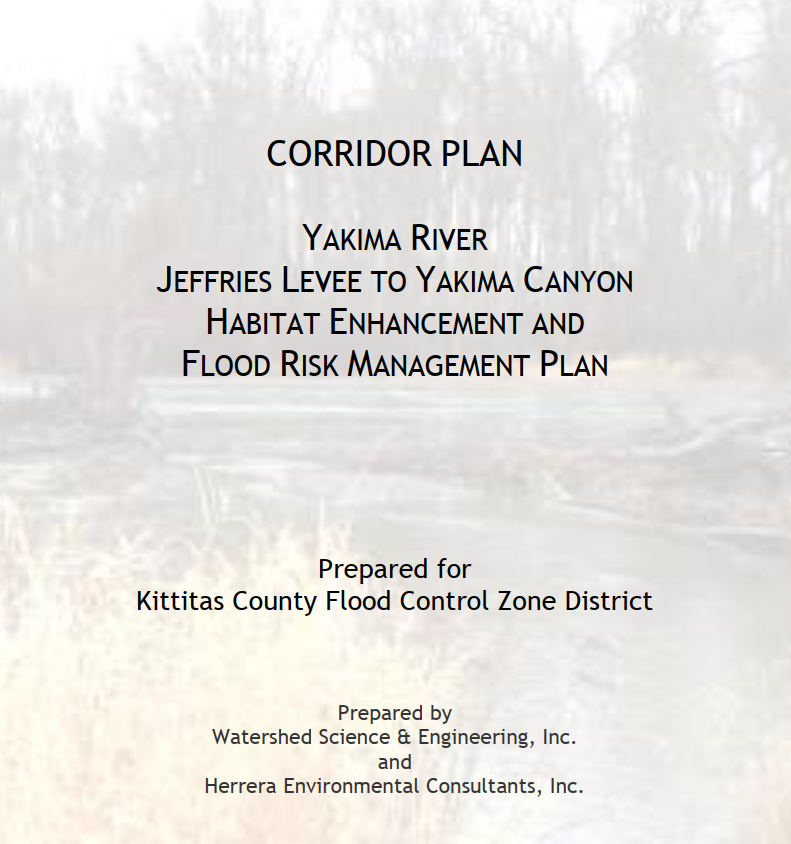 CORRIDOR PLAN
YAKIMA RIVER
JEFFRIES LEVEE TO YAKIMA CANYON
HABITAT ENHANCEMENT AND
FLOOD RISK MANAGEMENT PLAN
Prepared for
Kittitas County Flood Control Zone District
Prepared by
Watershed Science & Engineering, Inc.
and
Herrera Environmental Consultants, Inc.